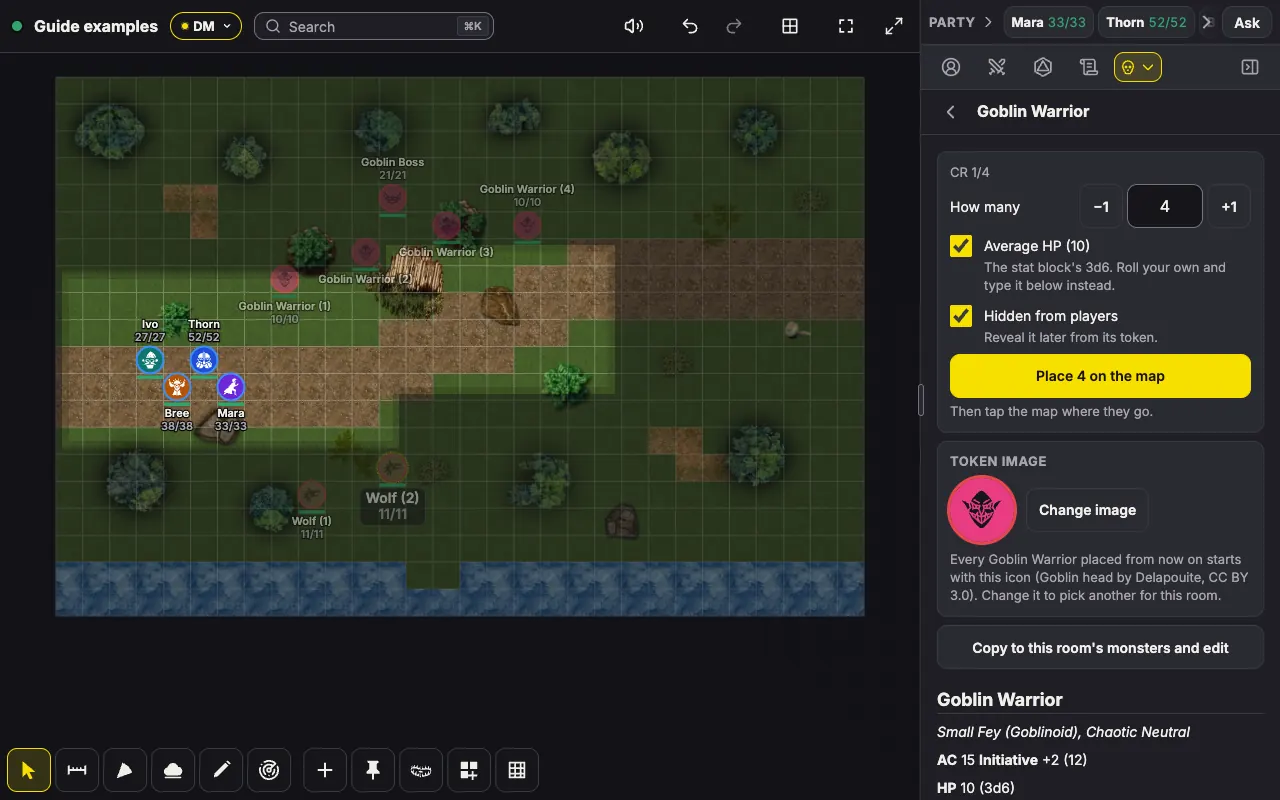 Guide examples
DM
Search
⌘K
PARTY
Mara 33/33
Thorn 52/52
Ask
Goblin Warrior
CR 1/4
How many
−1
4
+1
Average HP (10)
The stat block's 3d6. Roll your own and
type it below instead.
Hidden from players
Reveal it later from its token.
Place 4 on the map
Then tap the map where they go.
TOKEN IMAGE
Change image
Every Goblin Warrior placed from now on starts
with this icon (Goblin head by Delapouite, CC BY
3.0). Change it to pick another for this room.
Copy to this room's monsters and edit
Goblin Warrior
Small Fey (Goblinoid), Chaotic Neutral
AC 15 Initiative +2 (12)
HP 10 (3d6)
Goblin Boss
21/21
Goblin Warrior (4)
10/10
Goblin Warrior (3)
Goblin Warrior (2)
Goblin Warrior (1)
10/10
Ivo
27/27
Thorn
52/52
Bree
38/38
Mara
33/33
Wolf (2)
11/11
Wolf (1)
11/11